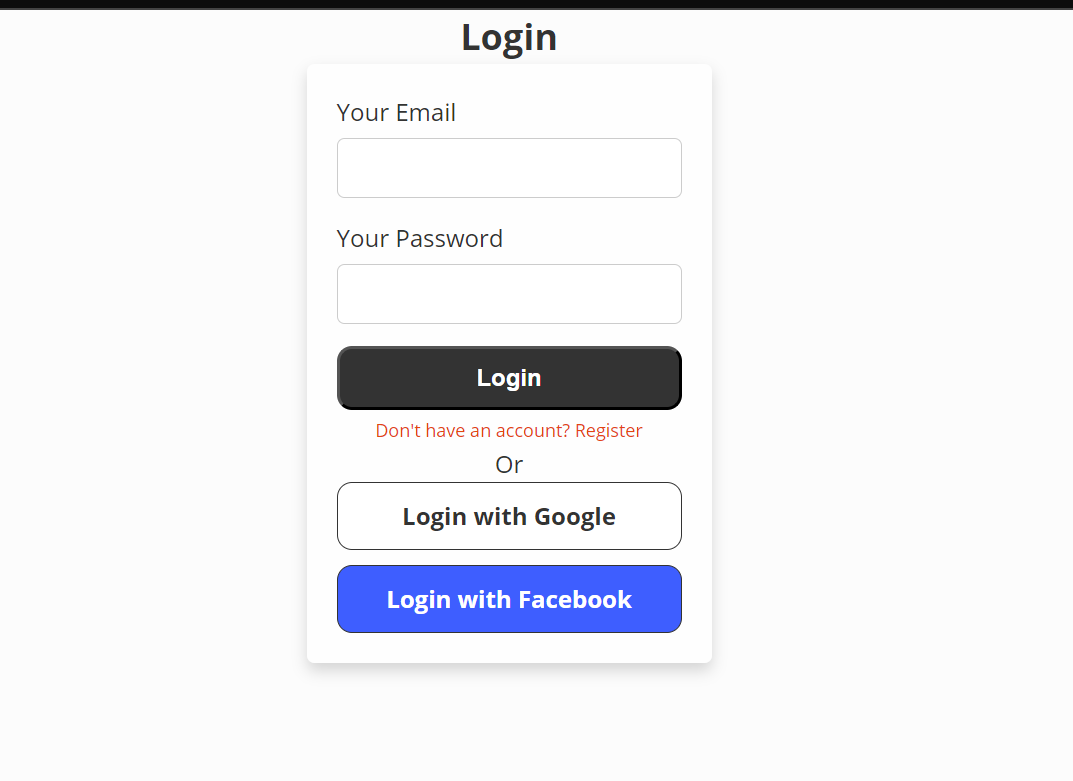 Login
Your Email
Your Password
Login
Don't have an account? Register
Or
Login with Google
Login with Facebook